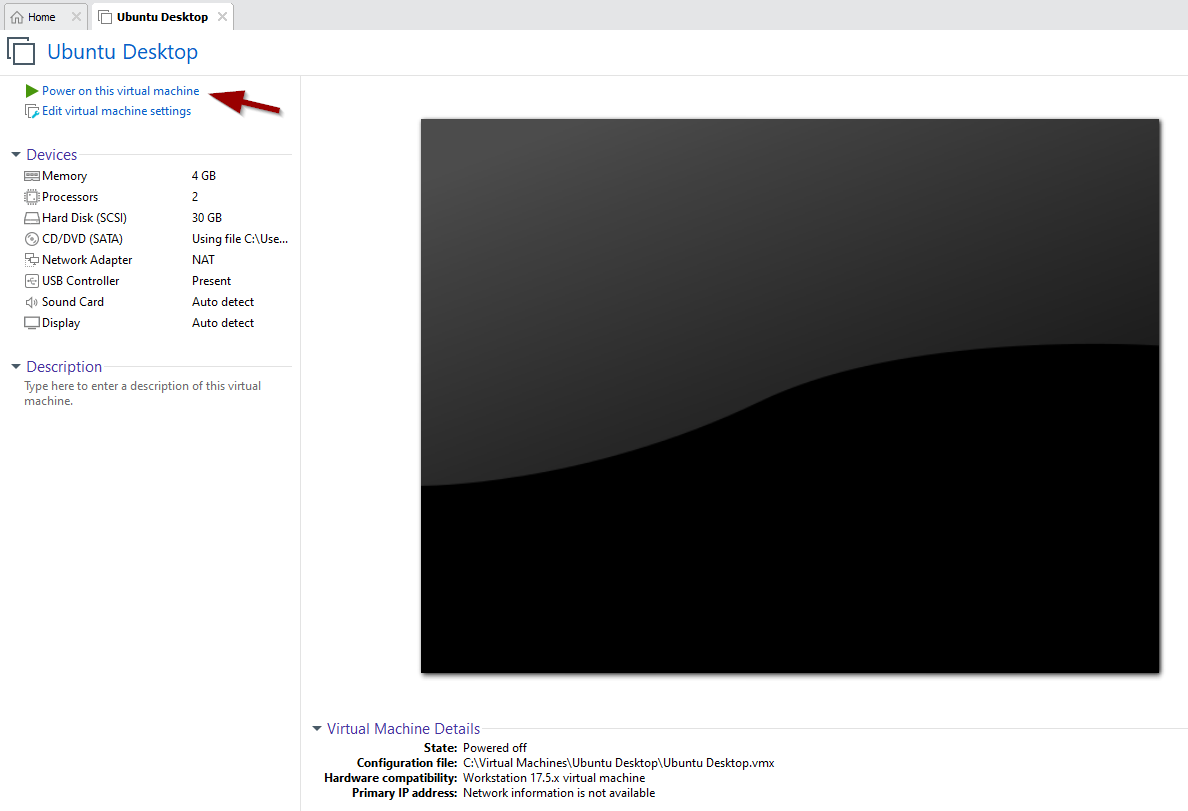 Home
Ubuntu Desktop
Ubuntu Desktop
Power on this virtual machine
Edit virtual machine settings
Devices
Memory 4 GB
Processors 2
Hard Disk (SCSI) 30 GB
CD/DVD (SATA) Using file C:\Use...
Network Adapter NAT
USB Controller Present
Sound Card Auto detect
Display Auto detect
Description
Type here to enter a description of this virtual
machine.
Virtual Machine Details
State: Powered off
Configuration file: C:\Virtual Machines\Ubuntu Desktop\Ubuntu Desktop.vmx
Hardware compatibility: Workstation 17.5.x virtual machine
Primary IP address: Network information is not available